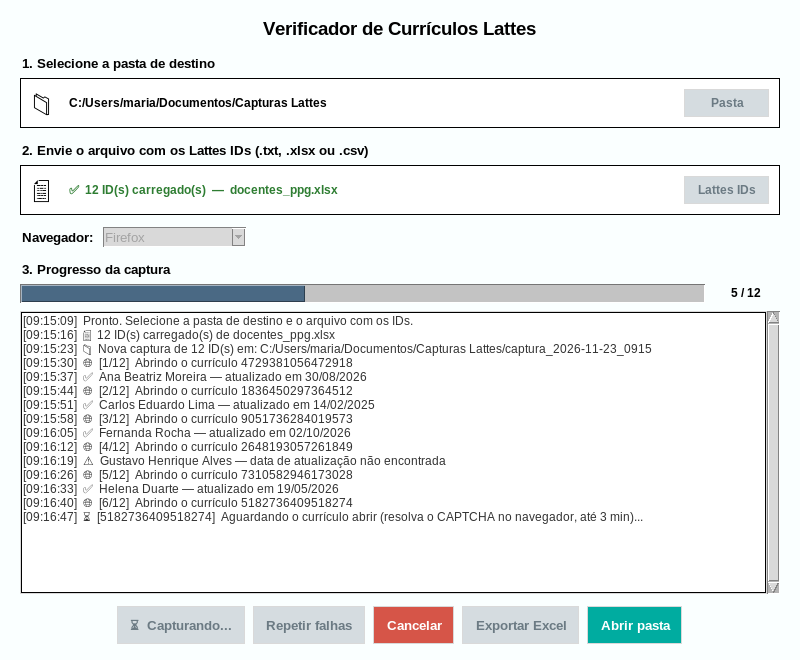 Verificador de Currículos Lattes
1. Selecione a pasta de destino
C:/Users/maria/Documentos/Capturas Lattes
Pasta
2. Envie o arquivo com os Lattes IDs (.txt, .xlsx ou .csv)
✅ 12 ID(s) carregado(s) — docentes_ppg.xlsx
Lattes IDs
Navegador:
Firefox
3. Progresso da captura
5 / 12
[09:15:09] Pronto. Selecione a pasta de destino e o arquivo com os IDs.
[09:15:16] 📄 12 ID(s) carregado(s) de docentes_ppg.xlsx
[09:15:23] 📁 Nova captura de 12 ID(s) em: C:/Users/maria/Documentos/Capturas Lattes/captura_2026-11-23_0915
[09:15:30] 🌐 [1/12] Abrindo o currículo 4729381056472918
[09:15:37] ✅ Ana Beatriz Moreira — atualizado em 30/08/2026
[09:15:44] 🌐 [2/12] Abrindo o currículo 1836450297364512
[09:15:51] ✅ Carlos Eduardo Lima — atualizado em 14/02/2025
[09:15:58] 🌐 [3/12] Abrindo o currículo 9051736284019573
[09:16:05] ✅ Fernanda Rocha — atualizado em 02/10/2026
[09:16:12] 🌐 [4/12] Abrindo o currículo 2648193057261849
[09:16:19] ⚠ Gustavo Henrique Alves — data de atualização não encontrada
[09:16:26] 🌐 [5/12] Abrindo o currículo 7310582946173028
[09:16:33] ✅ Helena Duarte — atualizado em 19/05/2026
[09:16:40] 🌐 [6/12] Abrindo o currículo 5182736409518274
[09:16:47] ⏳ [5182736409518274] Aguardando o currículo abrir (resolva o CAPTCHA no navegador, até 3 min)...
⏳ Capturando...
Repetir falhas
Cancelar
Exportar Excel
Abrir pasta